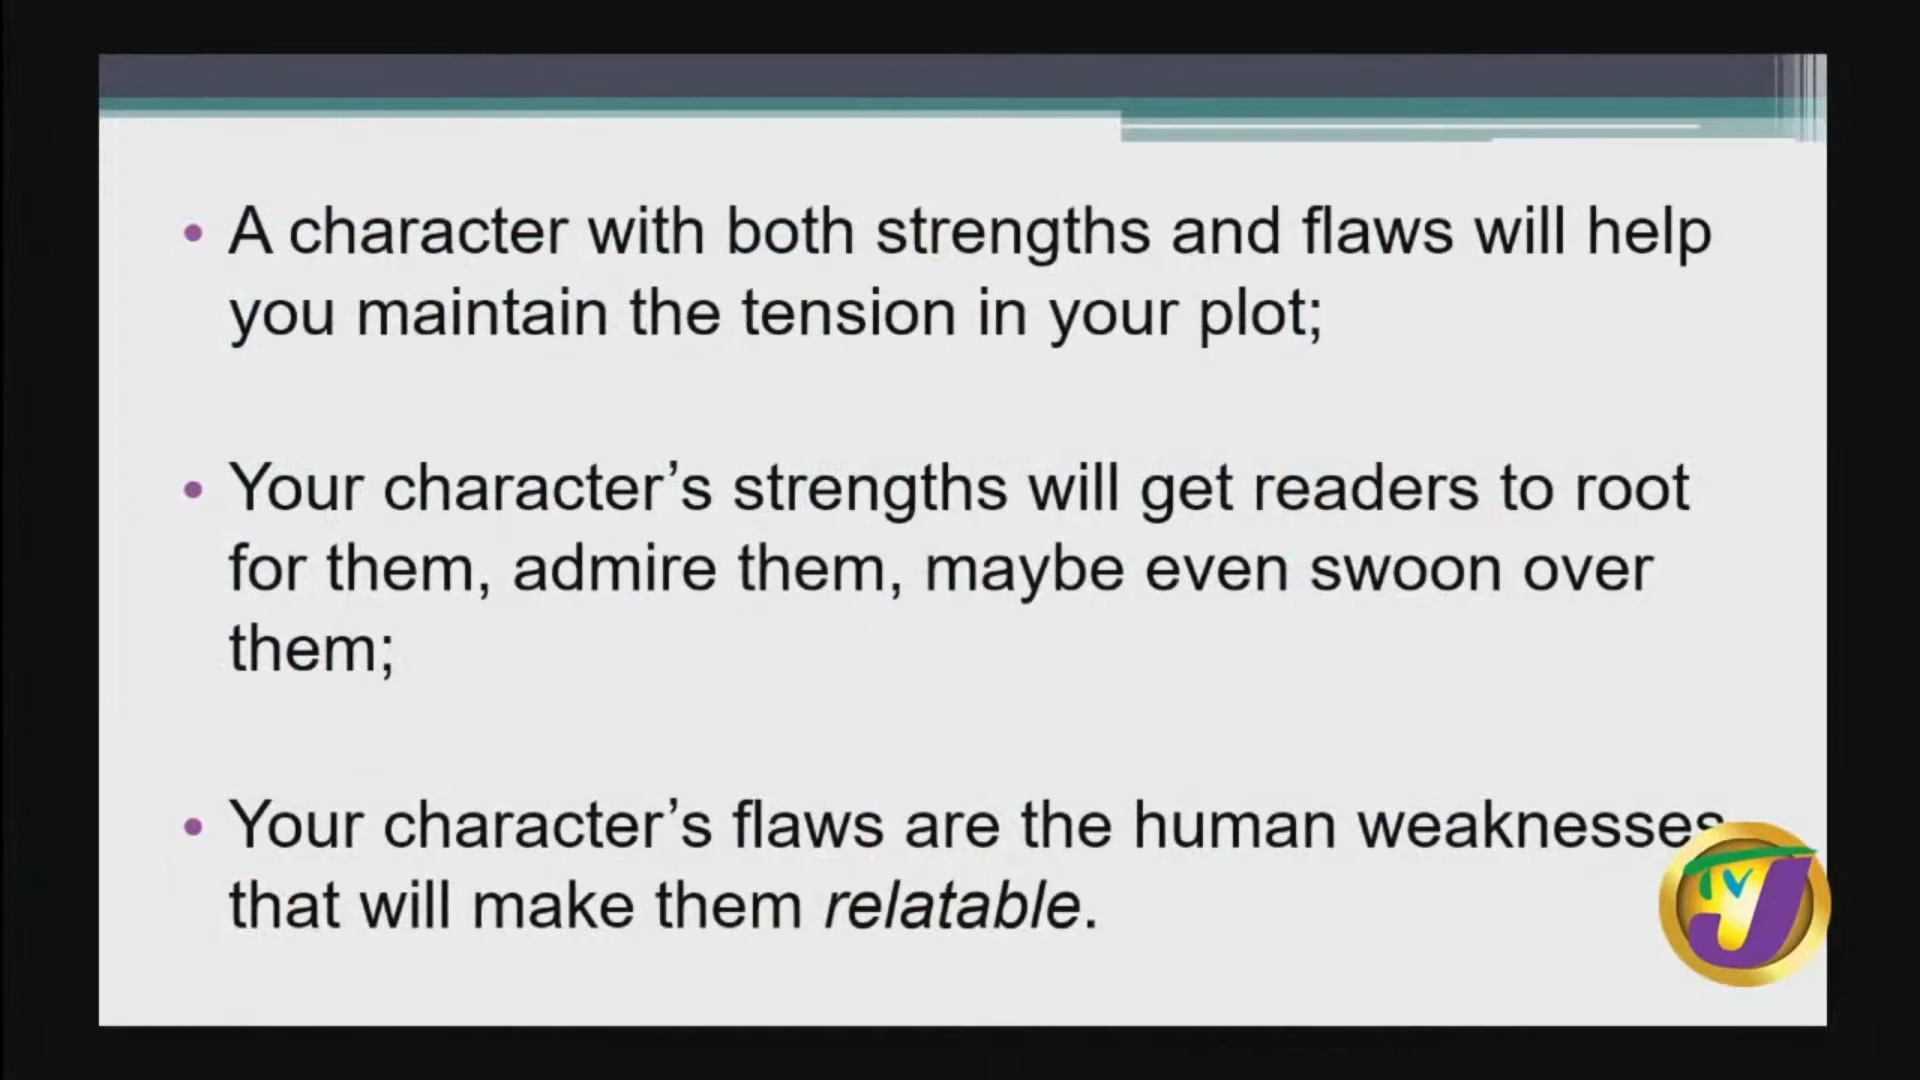 • A character with both strengths and flaws will help
you maintain the tension in your plot;
• Your character’s strengths will get readers to root
for them, admire them, maybe even swoon over
them;
• Your character’s flaws are the human weaknesses
that will make them relatable.
TVJ